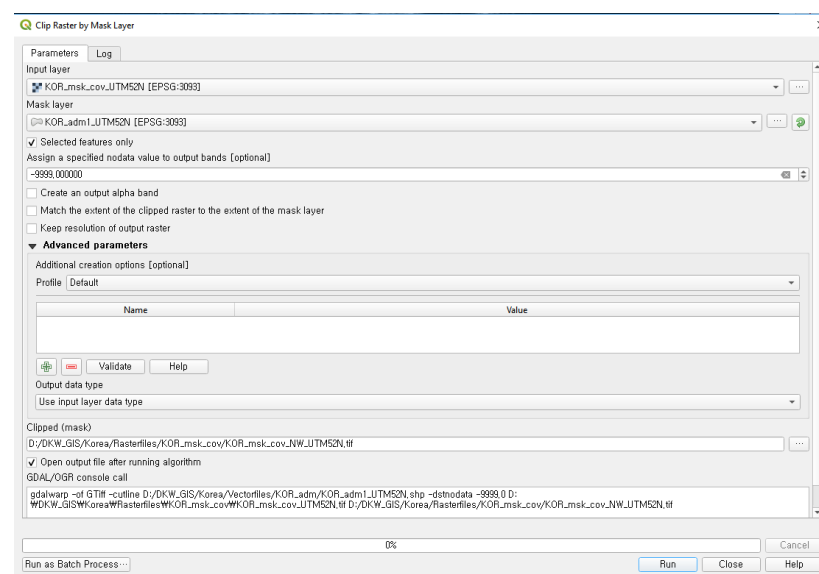 Clip Raster by Mask Layer
Parameters
Log
Input layer
KOR_msk_cov_UTM52N [EPSG:3093]
Mask layer
KOR_adm1_UTM52N [EPSG:3093]
Selected features only
Assign a specified nodata value to output bands [optional]
-9999,000000
Create an output alpha band
Match the extent of the clipped raster to the extent of the mask layer
Keep resolution of output raster
Advanced parameters
Additional creation options [optional]
Profile Default
Name Value
Validate Help
Output data type
Use input layer data type
Clipped (mask)
D:/DKW_GIS/Korea/Rasterfiles/KOR_msk_cov/KOR_msk_cov_NW_UTM52N,tif
Open output file after running algorithm
GDAL/OGR console call
gdalwarp -of GTiff -cutline D:/DKW_GIS/Korea/Vectorfiles/KOR_adm/KOR_adm1_UTM52N,shp -dstnodata -9999,0 D:
₩DKW_GIS₩Korea₩Rasterfiles₩KOR_msk_cov₩KOR_msk_cov_UTM52N,tif D:/DKW_GIS/Korea/Rasterfiles/KOR_msk_cov/KOR_msk_cov_NW_UTM52N,tif
0% Cancel
Run as Batch Process… Run Close Help